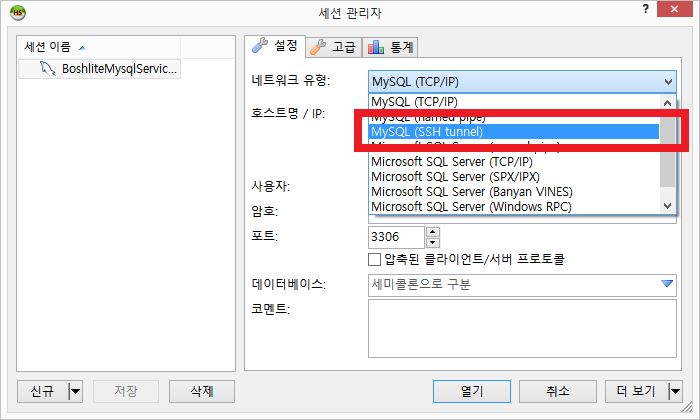 HS
세션 관리자
?
세션 이름
BoshliteMysqlServic...
설정
고급
통계
네트워크 유형:
MySQL (TCP/IP)
호스트명 / IP:
MySQL (TCP/IP)
MySQL (named pipe)
MySQL (SSH tunnel)
Microsoft SQL Server (TCP/IP)
Microsoft SQL Server (SPX/IPX)
Microsoft SQL Server (Banyan VINES)
Microsoft SQL Server (Windows RPC)
사용자:
암호:
포트:
3306
압축된 클라이언트/서버 프로토콜
데이터베이스:
세미콜론으로 구분
코멘트:
신규
저장
삭제
열기
취소
더 보기